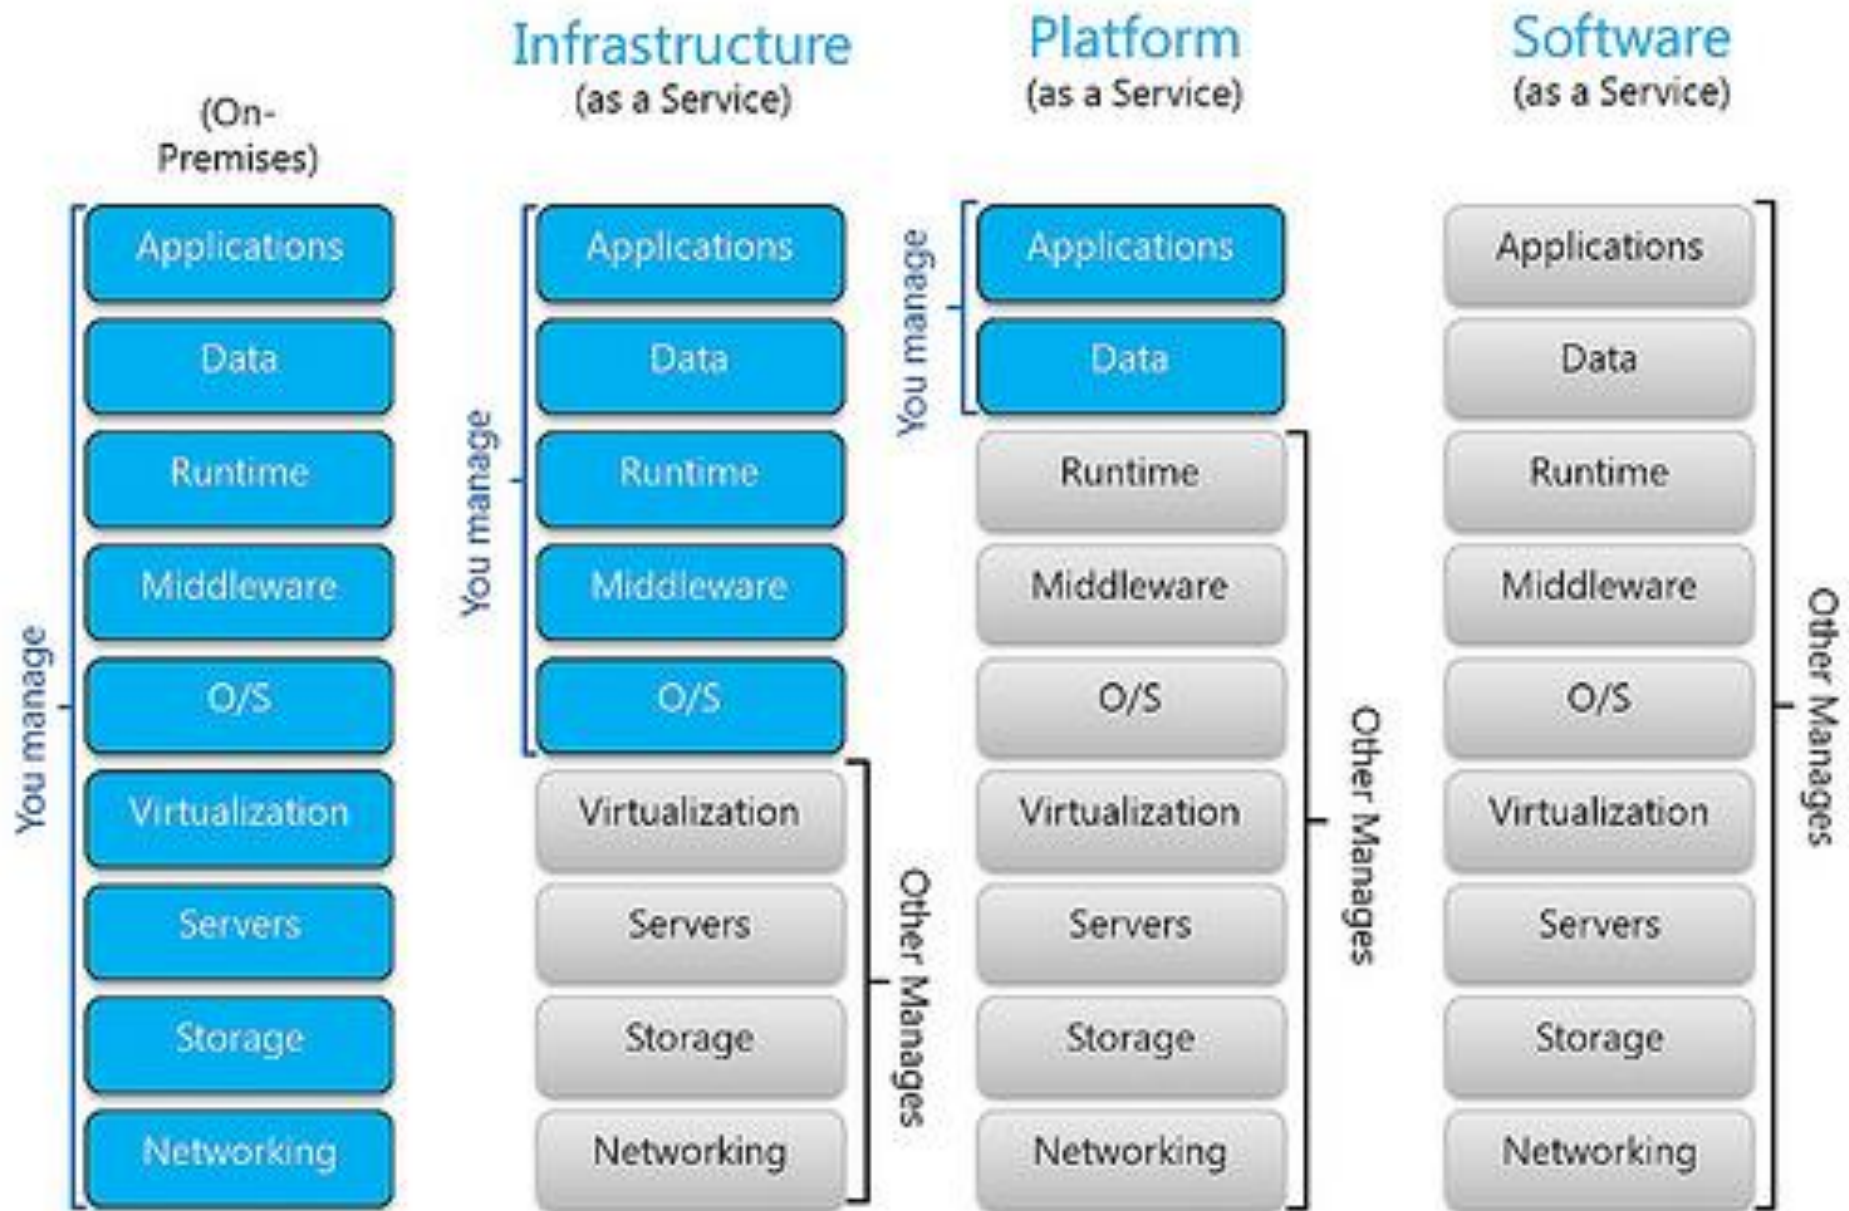 (On-
Premises)
You manage
Applications
Data
Runtime
Middleware
O/S
Virtualization
Servers
Storage
Networking
Infrastructure
(as a Service)
You manage
Applications
Data
Runtime
Middleware
O/S
Virtualization
Servers
Storage
Networking
Other Manages
Platform
(as a Service)
You manage
Applications
Data
Runtime
Middleware
O/S
Virtualization
Servers
Storage
Networking
Other Manages
Software
(as a Service)
Applications
Data
Runtime
Middleware
O/S
Virtualization
Servers
Storage
Networking
Other Manages